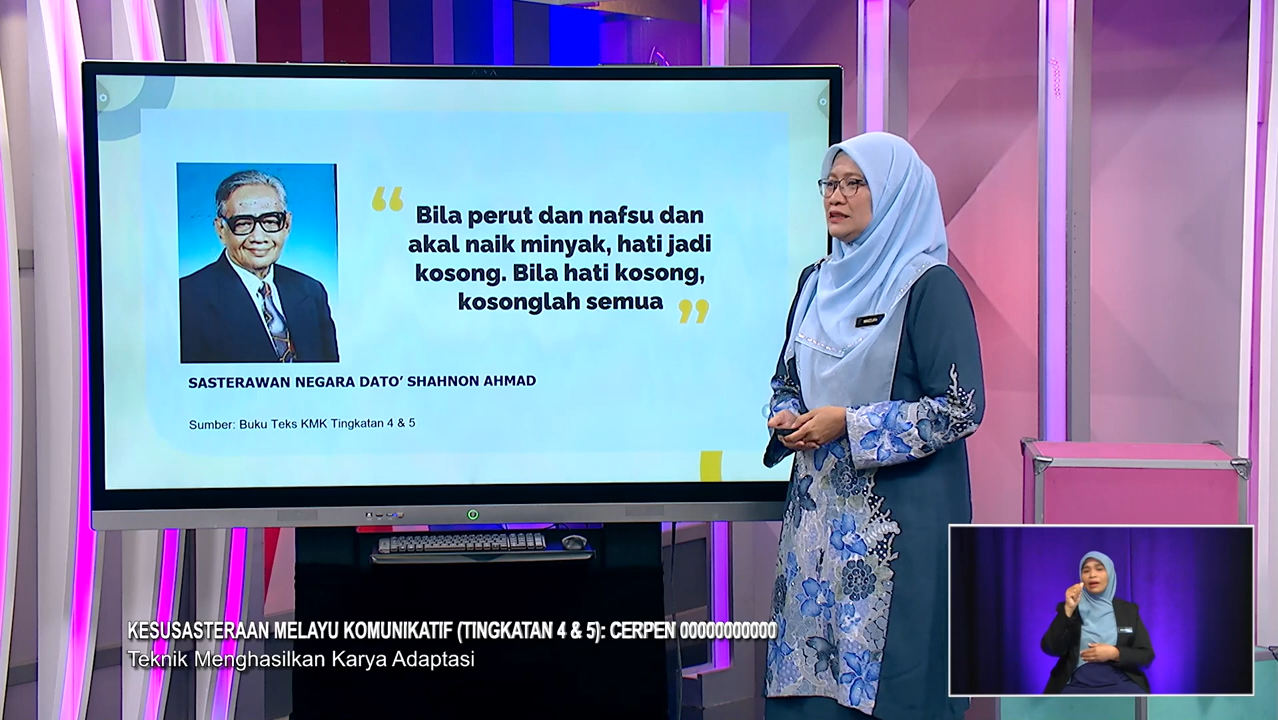 “ Bila perut dan nafsu dan
akal naik minyak, hati jadi
kosong. Bila hati kosong,
kosonglah semua ”
SASTERAWAN NEGARA DATO’ SHAHNON AHMAD
Sumber: Buku Teks KMK Tingkatan 4 & 5
KESUSASTERAAN MELAYU KOMUNIKATIF (TINGKATAN 4 & 5): CERPEN 00000000000
Teknik Menghasilkan Karya Adaptasi